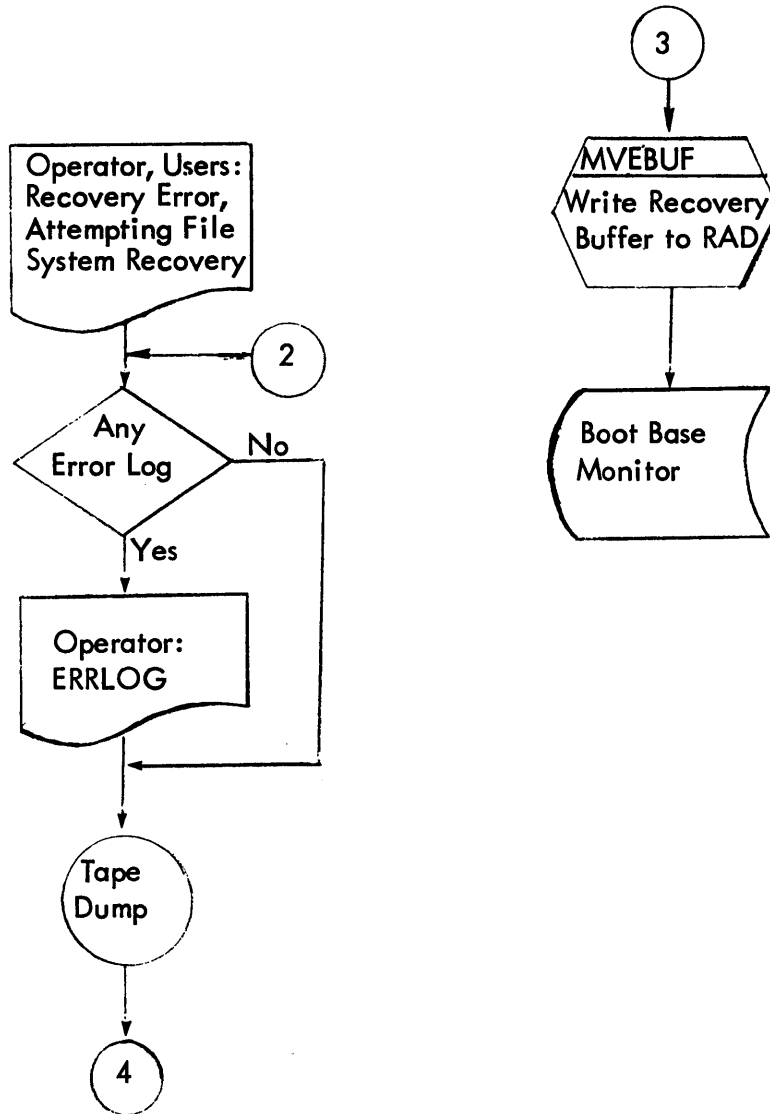 Operator, Users:
Recovery Error,
Attempting File
System Recovery
2
Any
Error Log
No
Yes
Operator:
ERRLOG
Tape
Dump
4
3
MVEBUF
Write Recovery
Buffer to RAD
Boot Base
Monitor